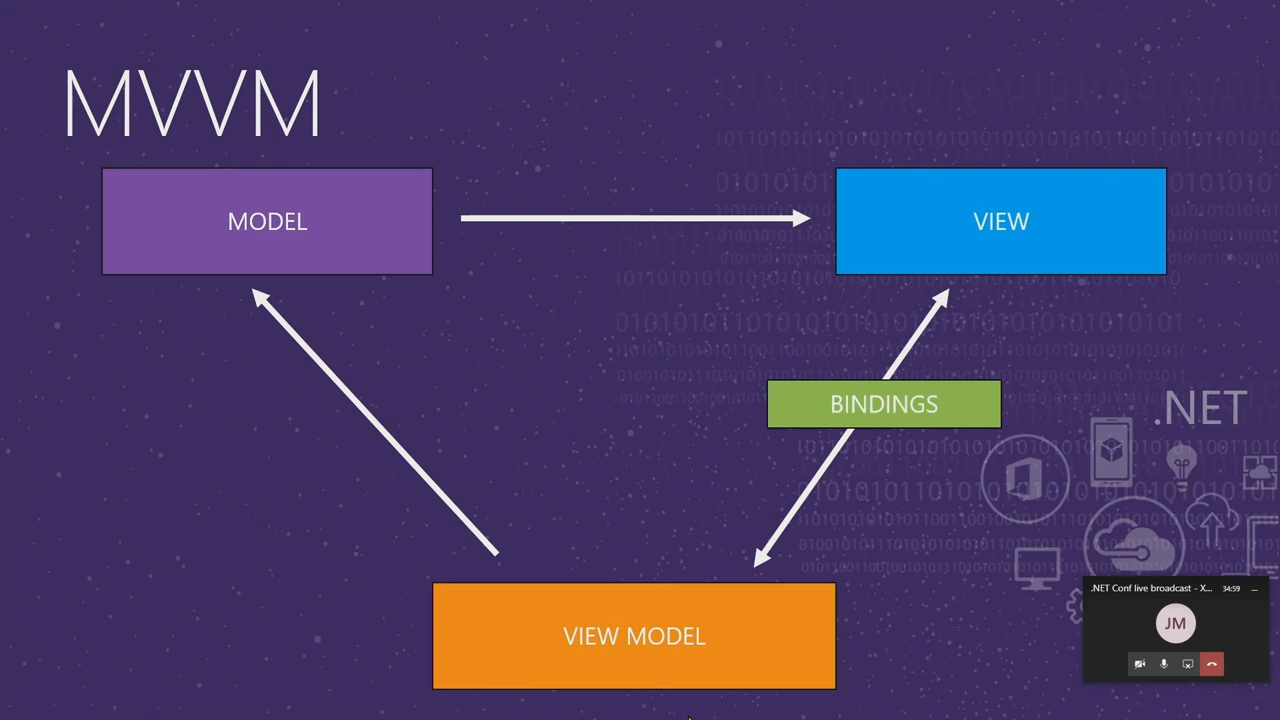 MVVM
MODEL
VIEW
BINDINGS
.NET
VIEW MODEL
.NET Conf live broadcast - X...
34:59
JM